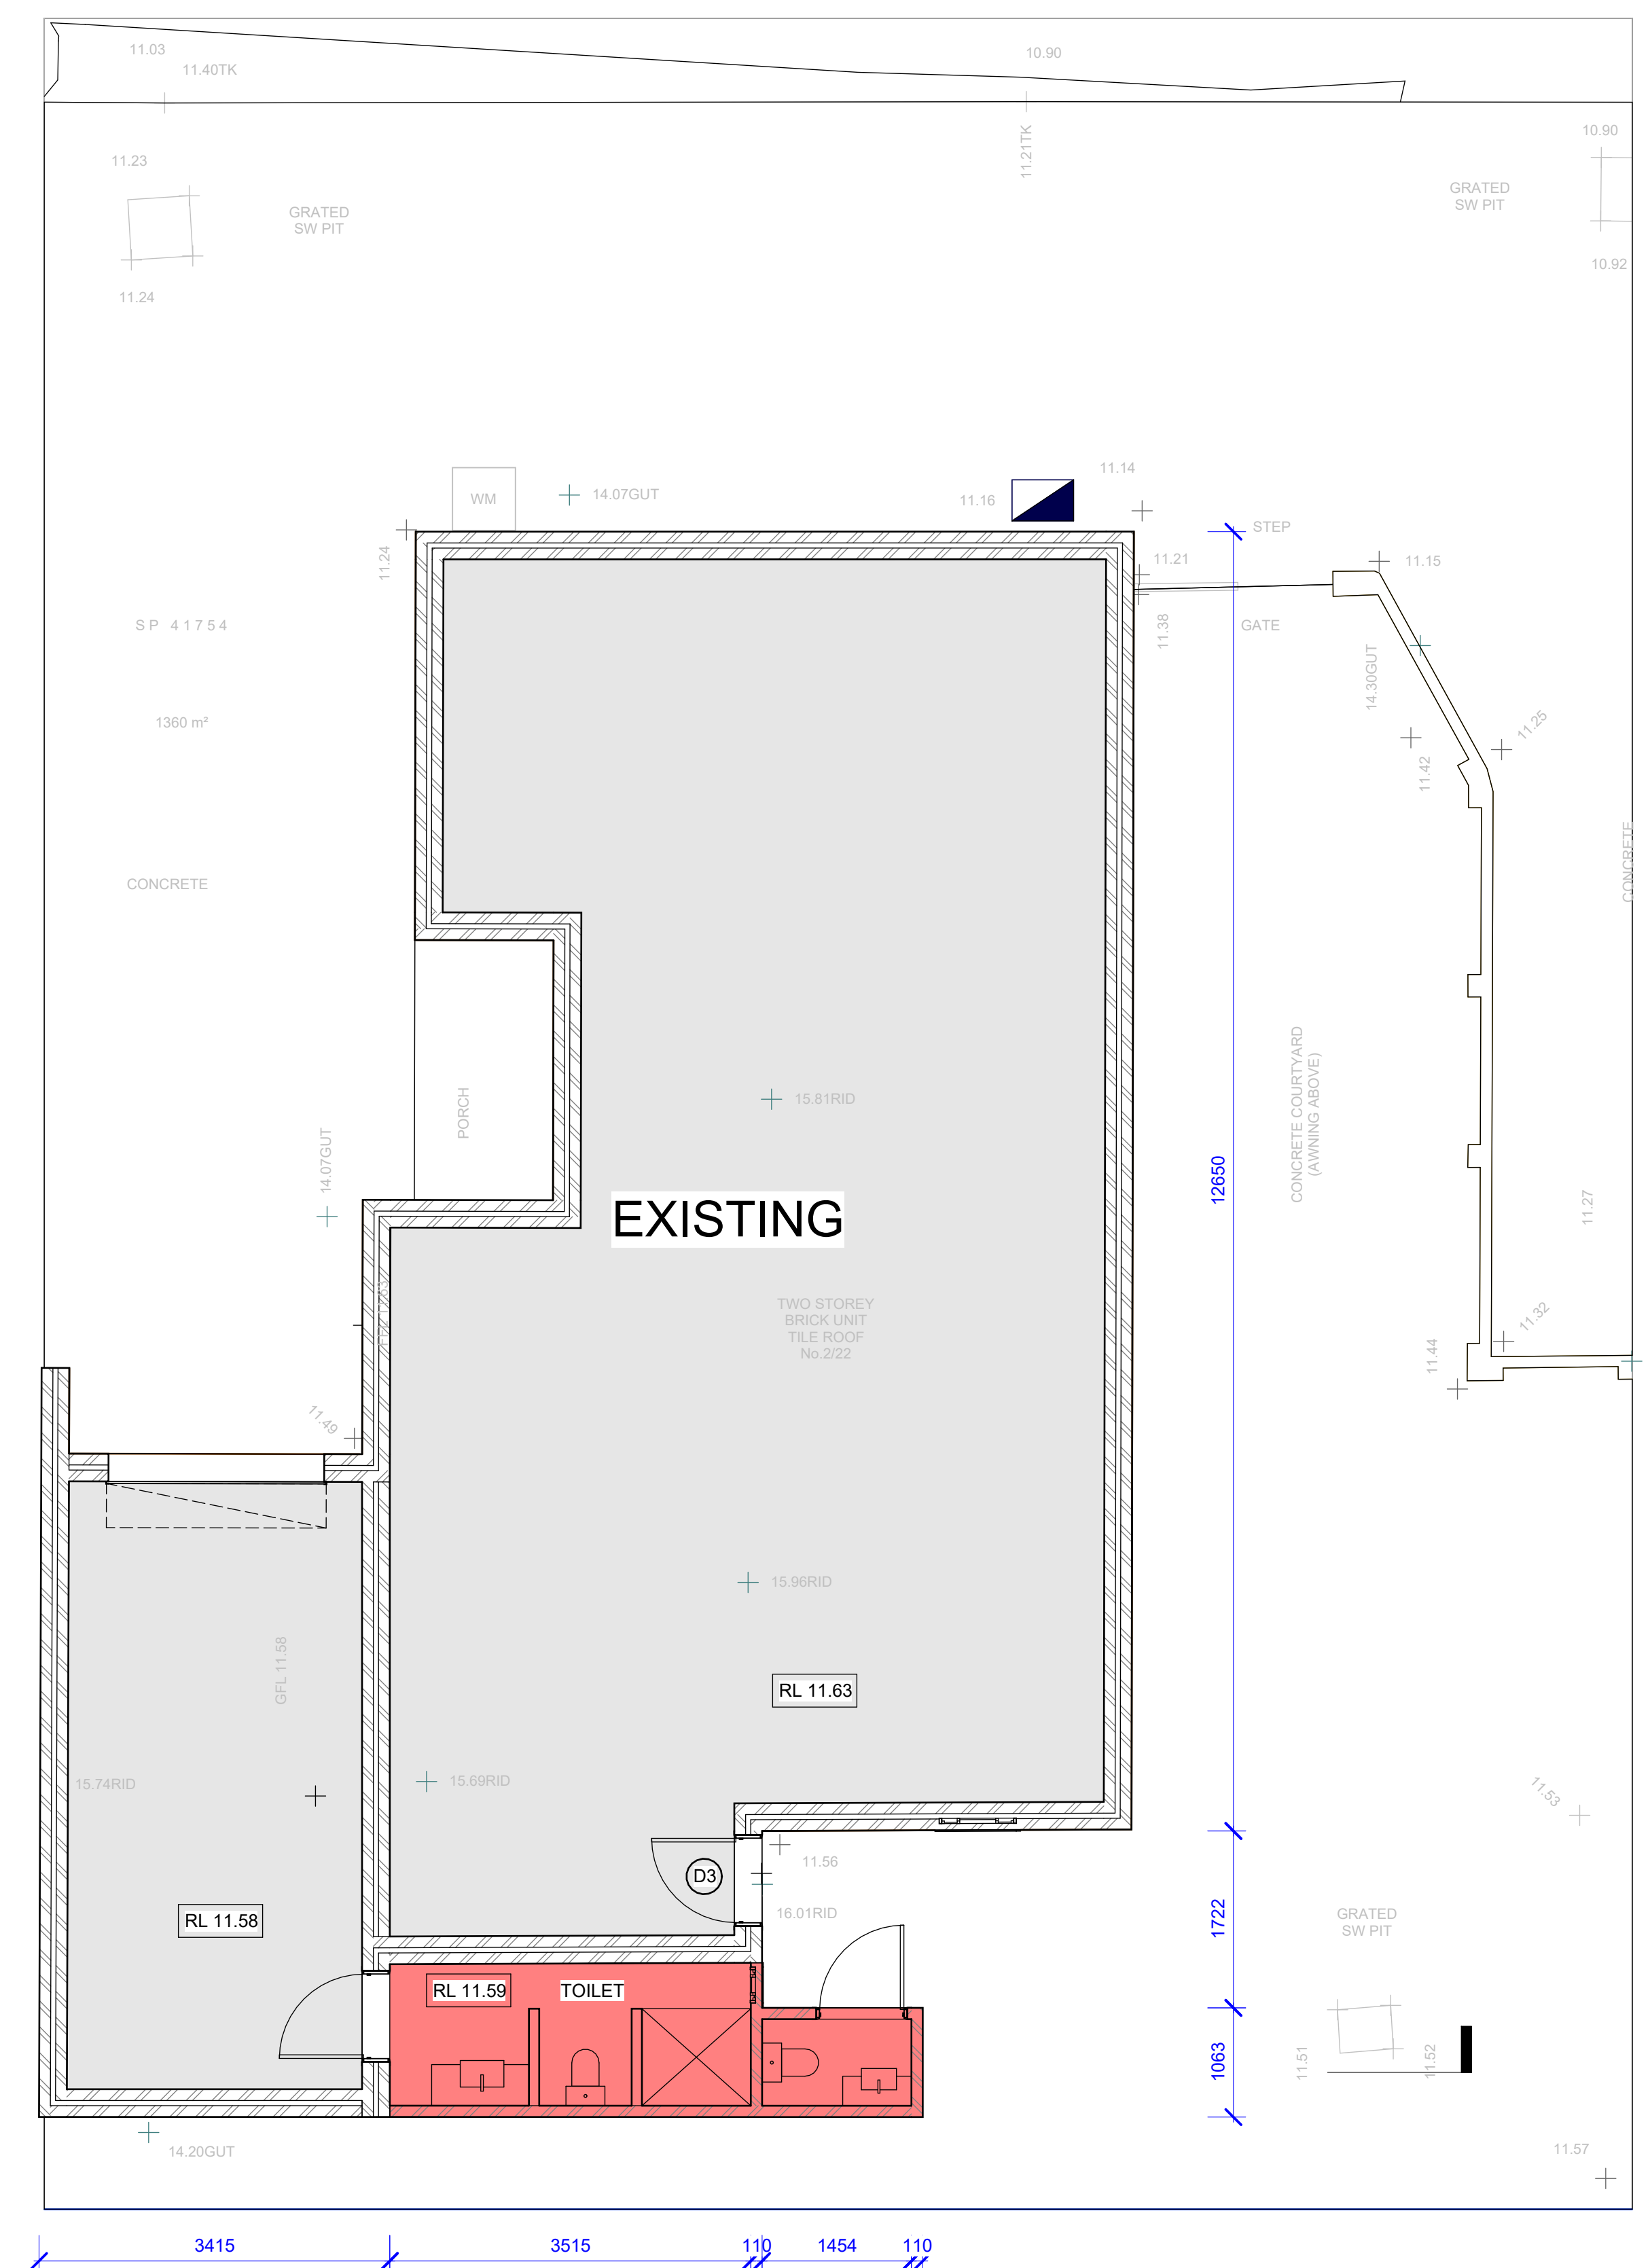 11.03
11.40TK
10.90
11.21TK
10.90
11.23
GRATED
SW PIT
GRATED
SW PIT
10.92
11.24
WM
14.07GUT
11.16
11.14
STEP
11.24
11.21
11.15
SP 41754
11.38
GATE
14.30GUT
1360 m²
11.25
11.42
CONCRETE
CONCRETE
15.81RID
PORCH
14.07GUT
CONCRETE COURTYARD
(AWNING ABOVE)
12650
11.27
EXISTING
TWO STOREY
BRICK UNIT
TILE ROOF
No.2/22
11.32
11.44
11.49
15.96RID
GFL 11.58
RL 11.63
15.74RID
15.69RID
11.53
11.56
D3
RL 11.58
16.01RID
1722
GRATED
SW PIT
RL 11.59
TOILET
1063
11.51
11.52
14.20GUT
11.57
3415
3515
110
1454
110